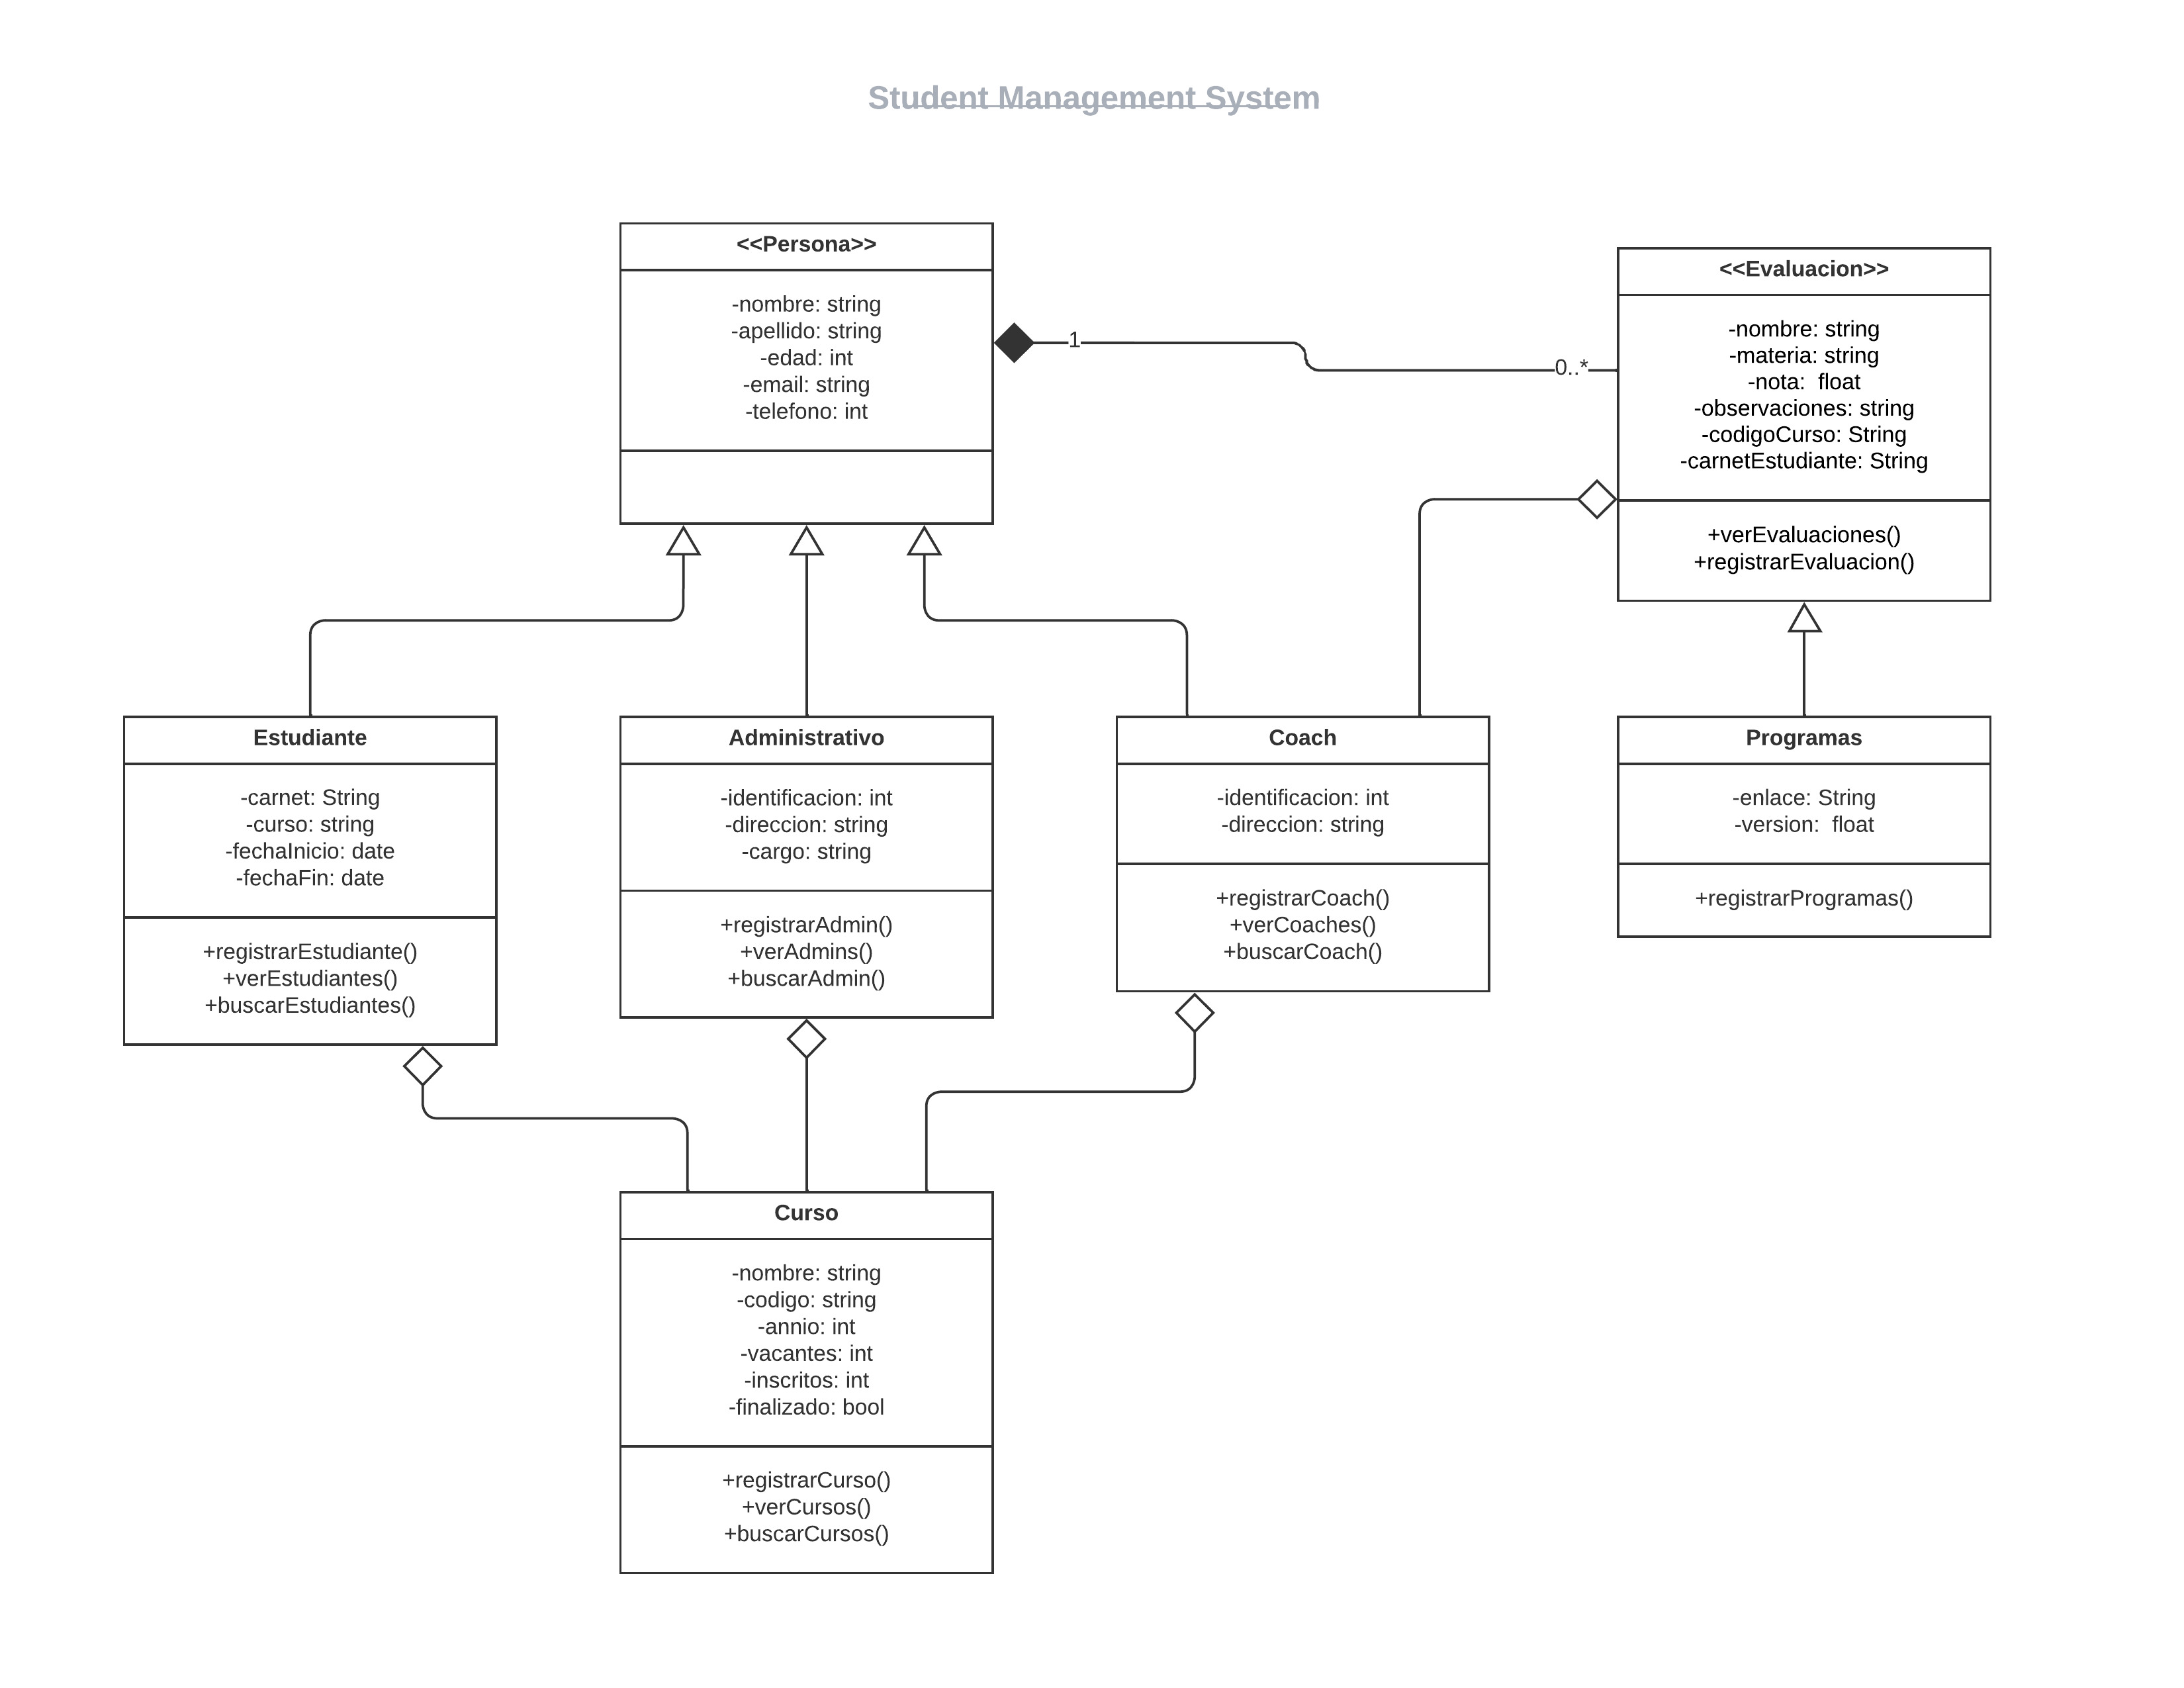 Student Management System
<<Persona>>
-nombre: string
-apellido: string
-edad: int
-email: string
-telefono: int
1
0..*
<<Evaluacion>>
-nombre: string
-materia: string
-nota:  float
-observaciones: string
-codigoCurso: String
-carnetEstudiante: String
+verEvaluaciones()
+registrarEvaluacion()
Estudiante
-carnet: String
-curso: string
-fechaInicio: date
-fechaFin: date
+registrarEstudiante()
+verEstudiantes()
+buscarEstudiantes()
Administrativo
-identificacion: int
-direccion: string
-cargo: string
+registrarAdmin()
+verAdmins()
+buscarAdmin()
Coach
-identificacion: int
-direccion: string
+registrarCoach()
+verCoaches()
+buscarCoach()
Programas
-enlace: String
-version:  float
+registrarProgramas()
Curso
-nombre: string
-codigo: string
-annio: int
-vacantes: int
-inscritos: int
-finalizado: bool
+registrarCurso()
+verCursos()
+buscarCursos()